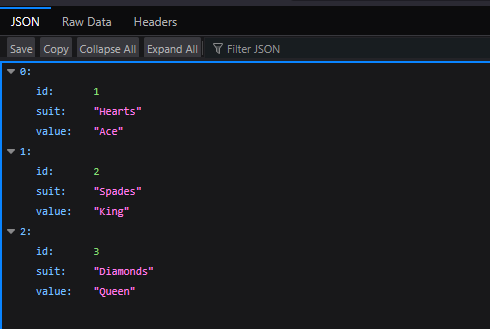 JSON Raw Data Headers
Save Copy Collapse All Expand All Filter JSON
0:
id: 1
suit: "Hearts"
value: "Ace"
1:
id: 2
suit: "Spades"
value: "King"
2:
id: 3
suit: "Diamonds"
value: "Queen"